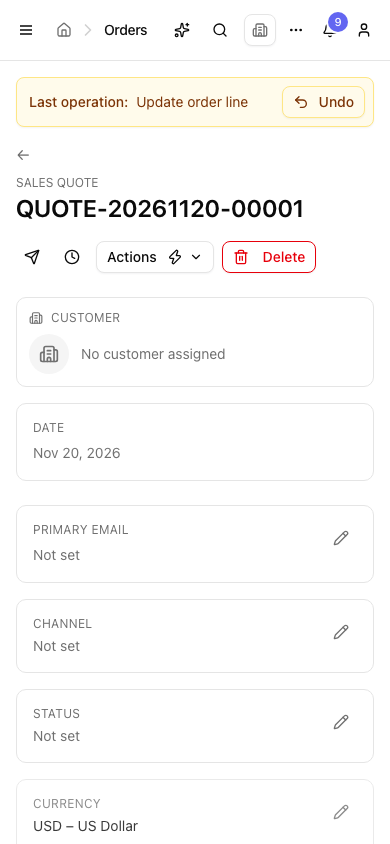 Orders
9
Last operation: Update order line
Undo
SALES QUOTE
QUOTE-20261120-00001
Actions
Delete
CUSTOMER
No customer assigned
DATE
Nov 20, 2026
PRIMARY EMAIL
Not set
CHANNEL
Not set
STATUS
Not set
CURRENCY
USD – US Dollar